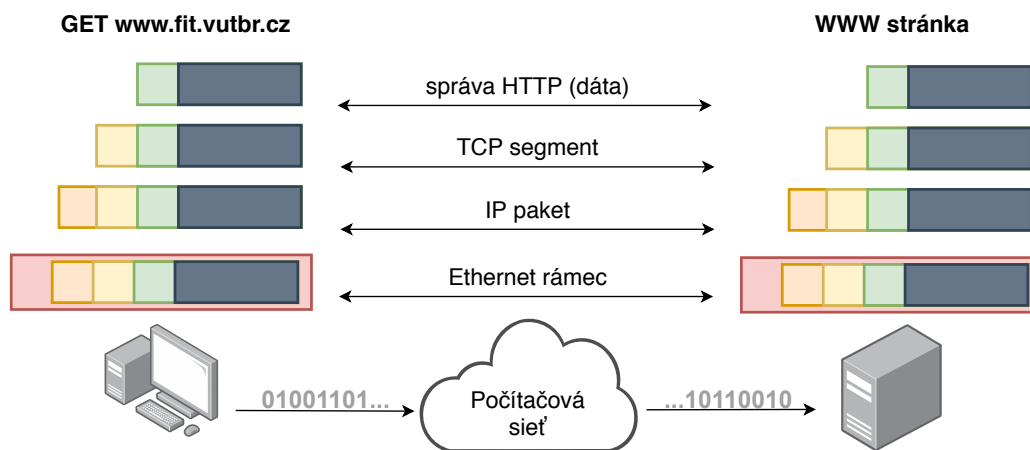 GET www.fit.vutbr.cz
WWW stránka
správa HTTP (dáta)
TCP segment
IP paket
Ethernet rámec
01001101...
Počítačová
sieť
...10110010